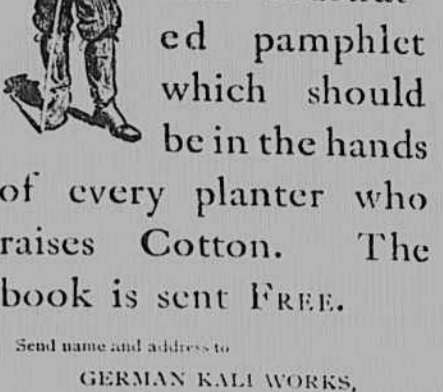 ed pamphlet
which should
be in the hands
of every planter who
raises Cotton. The
book is sent FREE.
Send name and address to
GERMAN KALI WORKS,